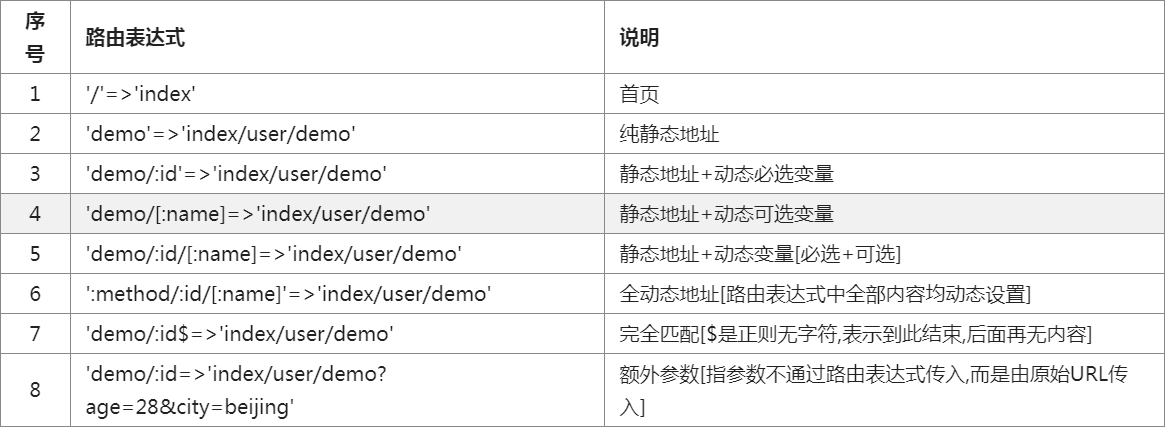 序
号
路由表达式
说明
1
'/'=>'index'
首页
2
'demo'=>'index/user/demo'
纯静态地址
3
'demo/:id'=>'index/user/demo'
静态地址+动态必选变量
4
'demo/[:name]=>'index/user/demo'
静态地址+动态可选变量
5
'demo/:id/[:name]=>'index/user/demo'
静态地址+动态变量[必选+可选]
6
':method/:id/[:name]'=>'index/user/demo'
全动态地址[路由表达式中全部内容均动态设置]
7
'demo/:id$=>'index/user/demo'
完全匹配[$是正则无字符,表示到此结束,后面再无内容]
8
'demo/:id=>'index/user/demo?
age=28&city=beijing'
额外参数[指参数不通过路由表达式传入,而是由原始URL传
入]